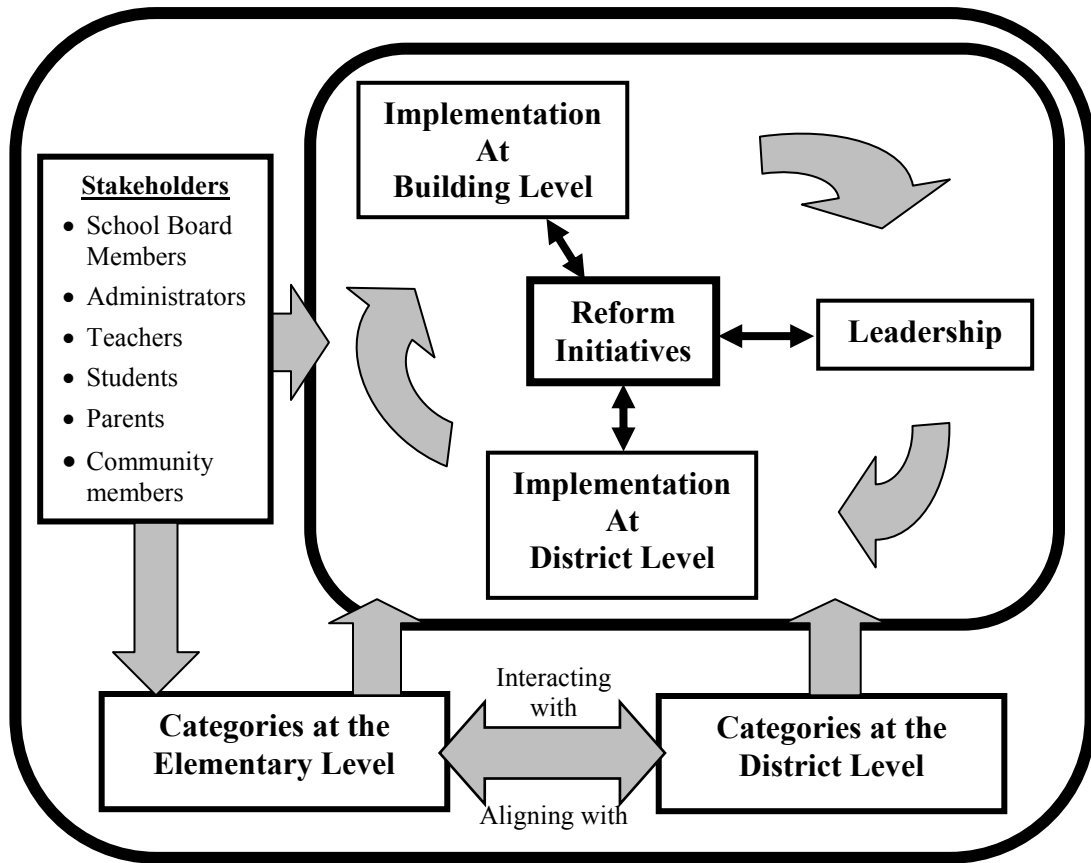 Implementation
At
Building Level
Stakeholders
• School Board
Members
• Administrators
• Teachers
• Students
• Parents
• Community
members
Reform
Initiatives
Leadership
Implementation
At
District Level
Interacting
with
Categories at the
Elementary Level
Categories at the
District Level
Aligning with